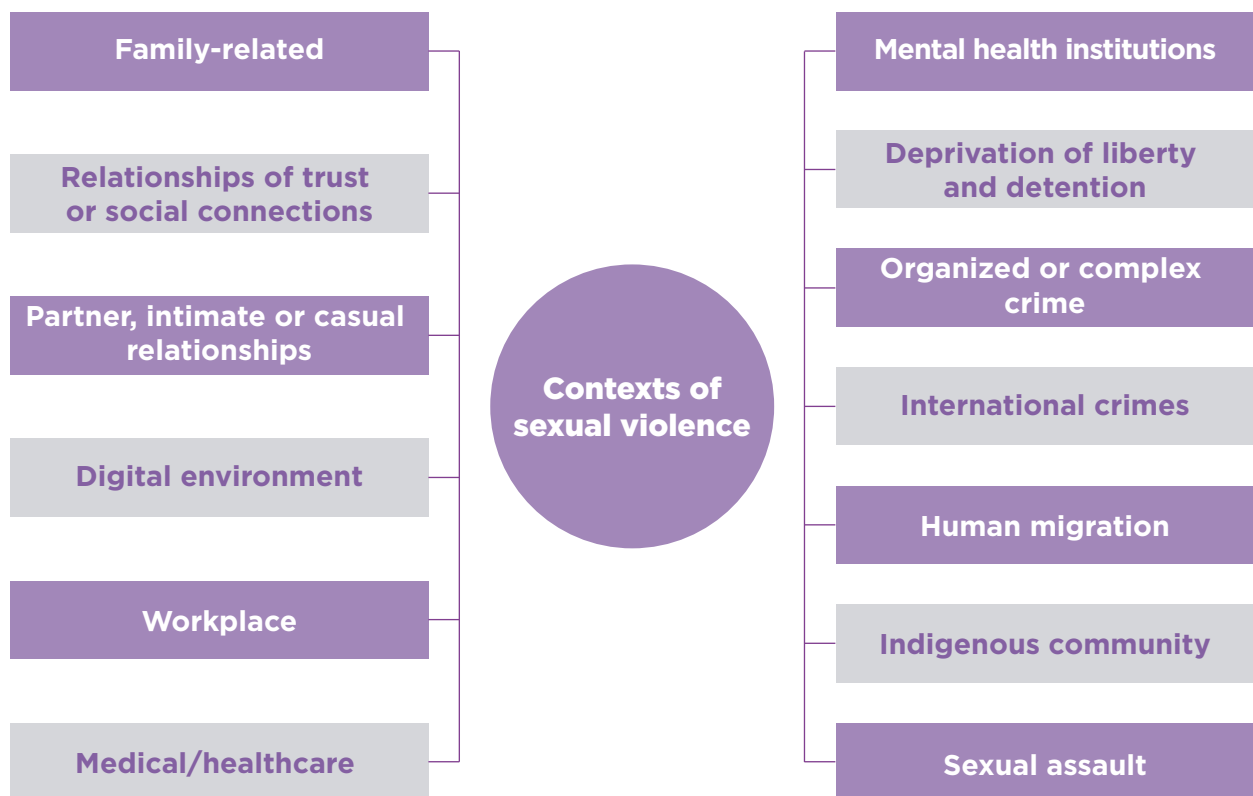 Family-related
Relationships of trust
or social connections
Partner, intimate or casual
relationships
Digital environment
Workplace
Medical/healthcare
Contexts of
sexual violence
Mental health institutions
Deprivation of liberty
and detention
Organized or complex
crime
International crimes
Human migration
Indigenous community
Sexual assault